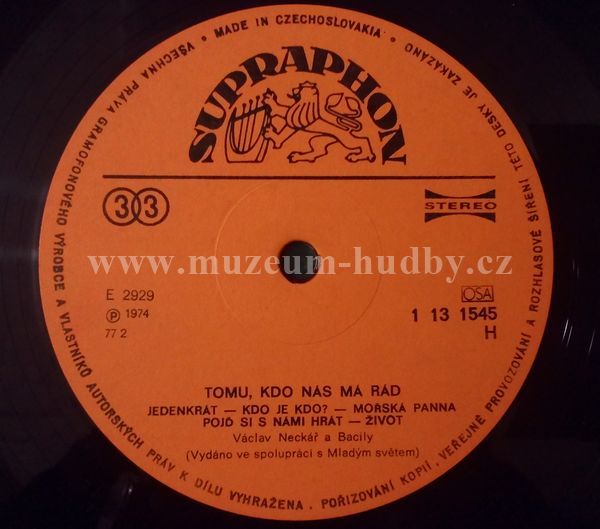 VŠECHNA PRÁVA GRAMOFONOVÉHO VÝROBCE A VLASTNÍKŮ AUTORSKÝCH PRÁV K DÍLU VYHRAŽENA. POŘIZOVÁNÍ KOPIÍ, VEŘEJNÉ PROVOZOVÁNÍ A ROZHLASOVÉ ŠÍŘENÍ TÉTO DESKY JE ZAKÁZÁNO
• MADE IN CZECHOSLOVAKIA •
SUPRAPHON
33
STEREO
www.muzeum-hudby.cz
E 2929
Ⓟ 1974
77 2
OSA
1 13 1545
H
TOMU, KDO NÁS MÁ RÁD
JEDENKRÁT — KDO JE KDO? — MOŘSKÁ PANNA
POJĎ SI S NÁMI HRÁT — ŽIVOT
Václav Neckář a Bacily
(Vydáno ve spolupráci s Mladým světem)